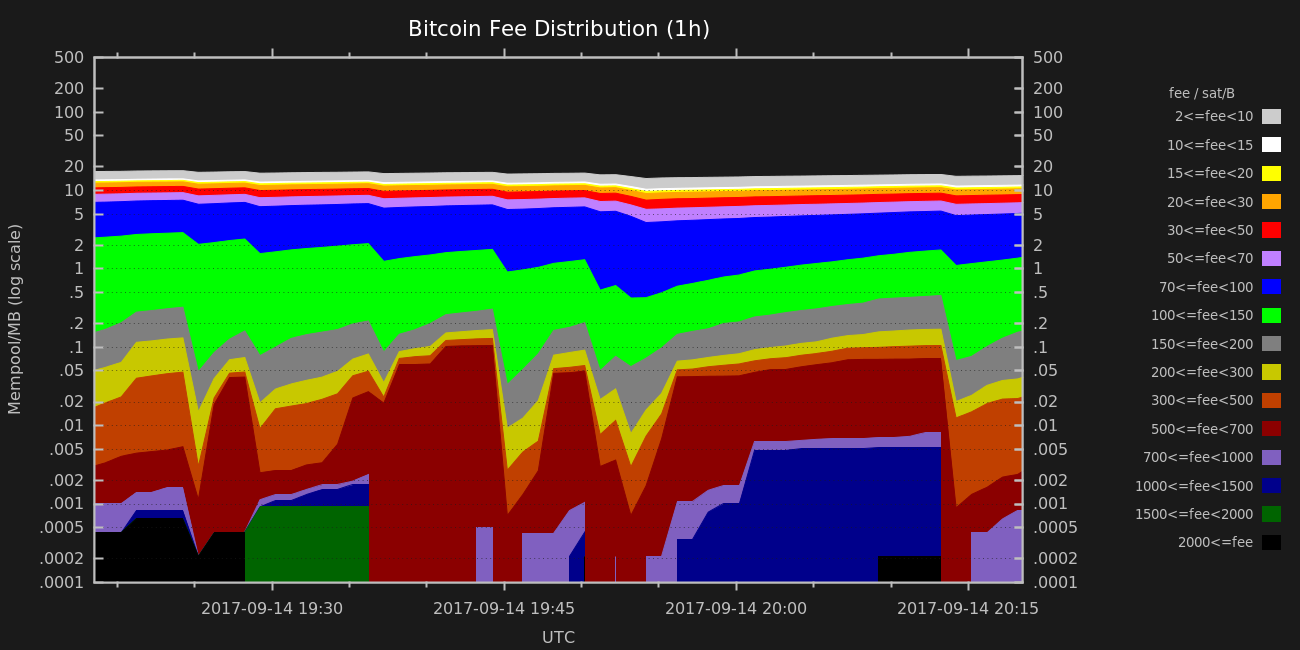 Bitcoin Fee Distribution (1h)
500 500
200 200
100 100
50 50
20 20
10 10
5 5
2 2
1 1
.5 .5
.2 .2
.1 .1
.05 .05
.02 .02
.01 .01
.005 .005
.002 .002
.001 .001
.0005 .0005
.0002 .0002
.0001 .0001
Mempool/MB (log scale)
2017-09-14 19:30 2017-09-14 19:45 2017-09-14 20:00 2017-09-14 20:15
UTC
fee / sat/B
2<=fee<10
10<=fee<15
15<=fee<20
20<=fee<30
30<=fee<50
50<=fee<70
70<=fee<100
100<=fee<150
150<=fee<200
200<=fee<300
300<=fee<500
500<=fee<700
700<=fee<1000
1000<=fee<1500
1500<=fee<2000
2000<=fee